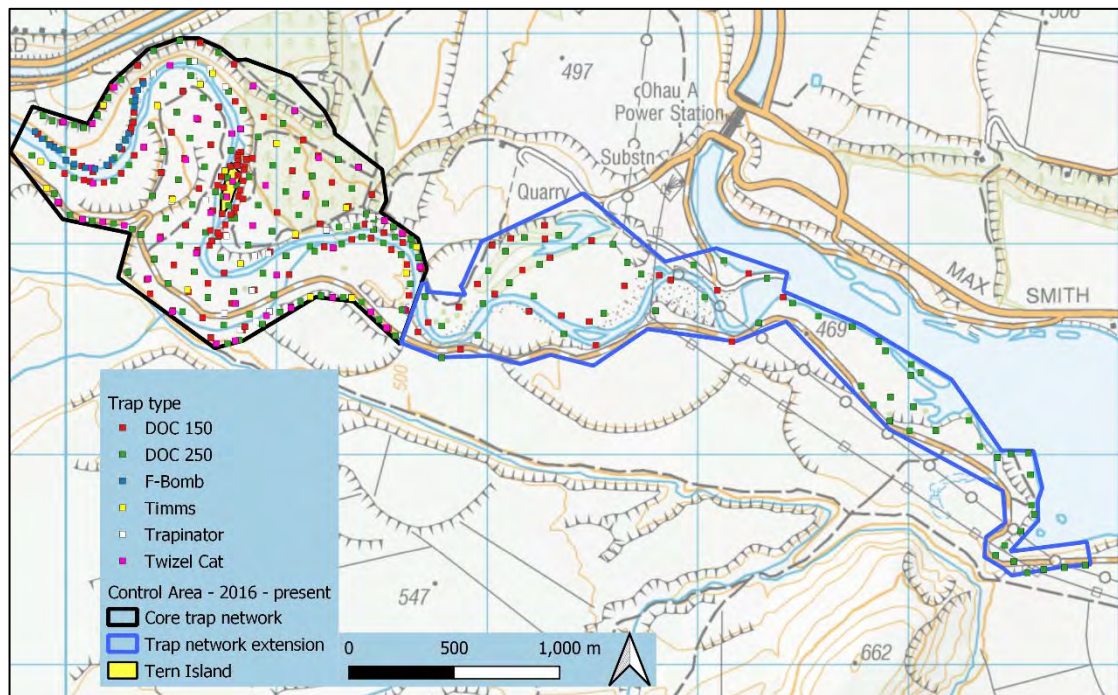 D
497
506
Ohau A
Power Station
Substn
Quarry
MAX
SMITH
469
500
Trap type
DOC 150
DOC 250
F-Bomb
Timms
Trapinator
Twizel Cat
Control Area - 2016 - present
Core trap network
Trap network extension
Tern Island
547
0 500 1,000 m
662